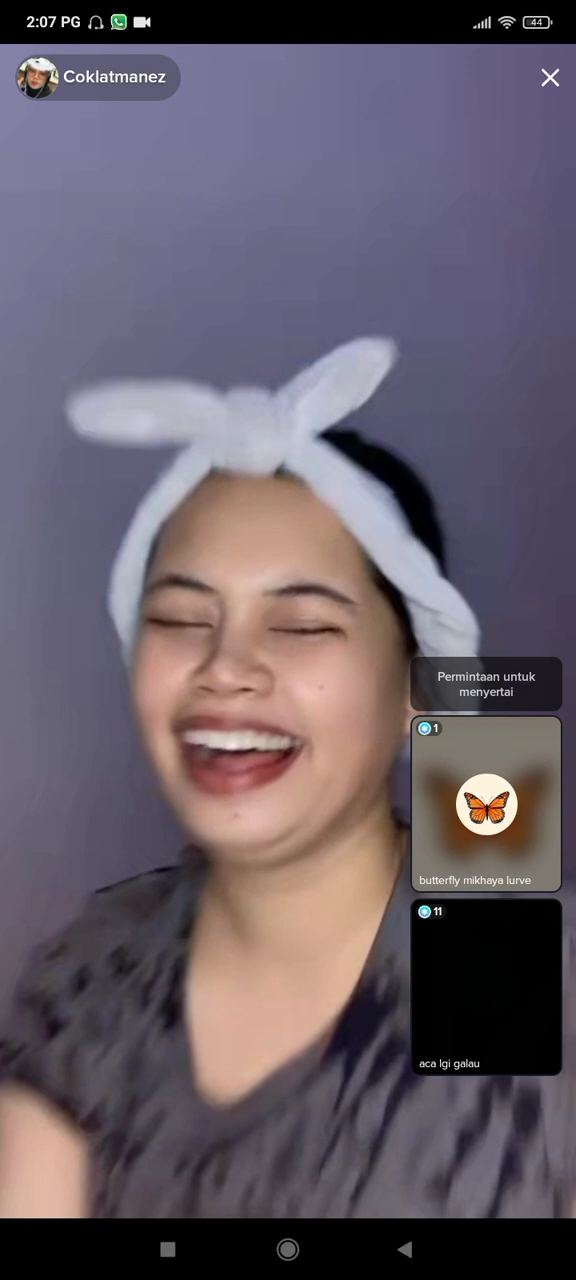 2:07 PG
44
Coklatmanez
Permintaan untuk
menyertai
1
butterfly mikhaya lurve
11
aca lgi galau